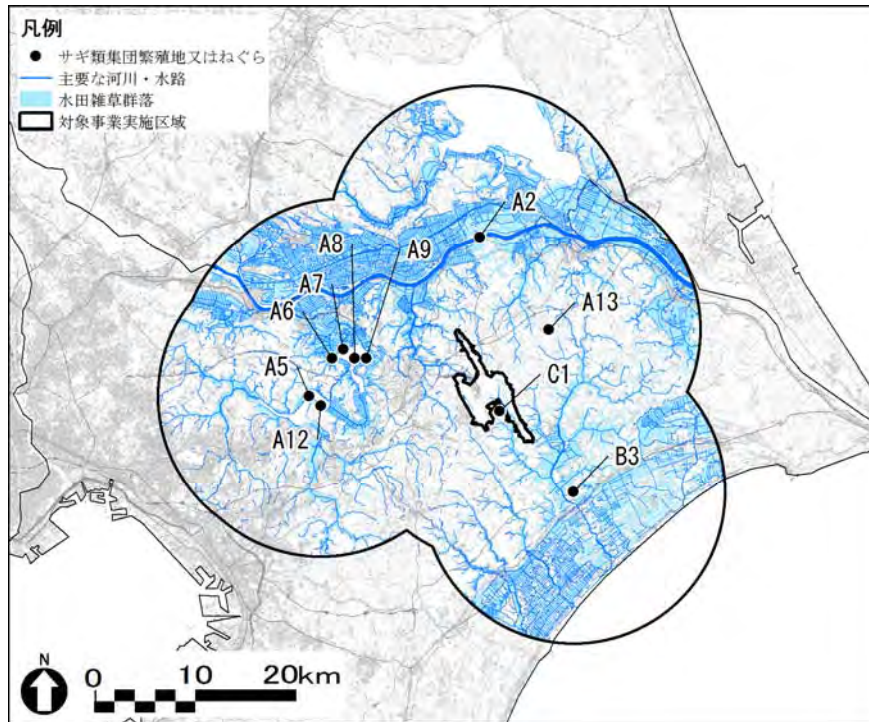 凡例
サギ類集団繁殖地又はねぐら
主要な河川・水路
水田雑草群落
対象事業実施区域
A2
A8
A9
A7
A6
A13
A5
C1
A12
B3
N
0 10 20km